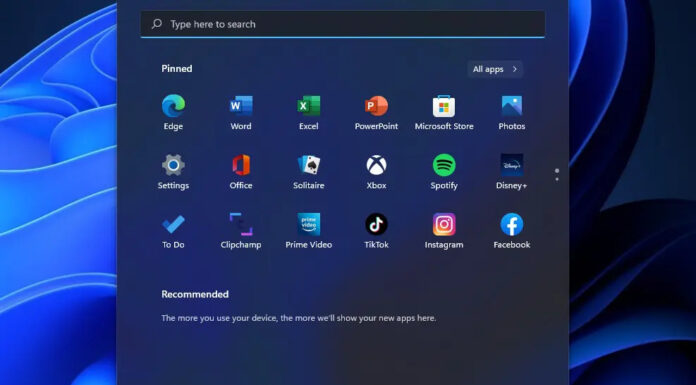 Type here to search
Pinned
All apps
Edge Word Excel PowerPoint Microsoft Store Photos
Settings Office Solitaire Xbox Spotify Disney+
prime video
To Do Clipchamp Prime Video TikTok Instagram Facebook
Recommended
The more you use your device, the more we'll show your new apps here.